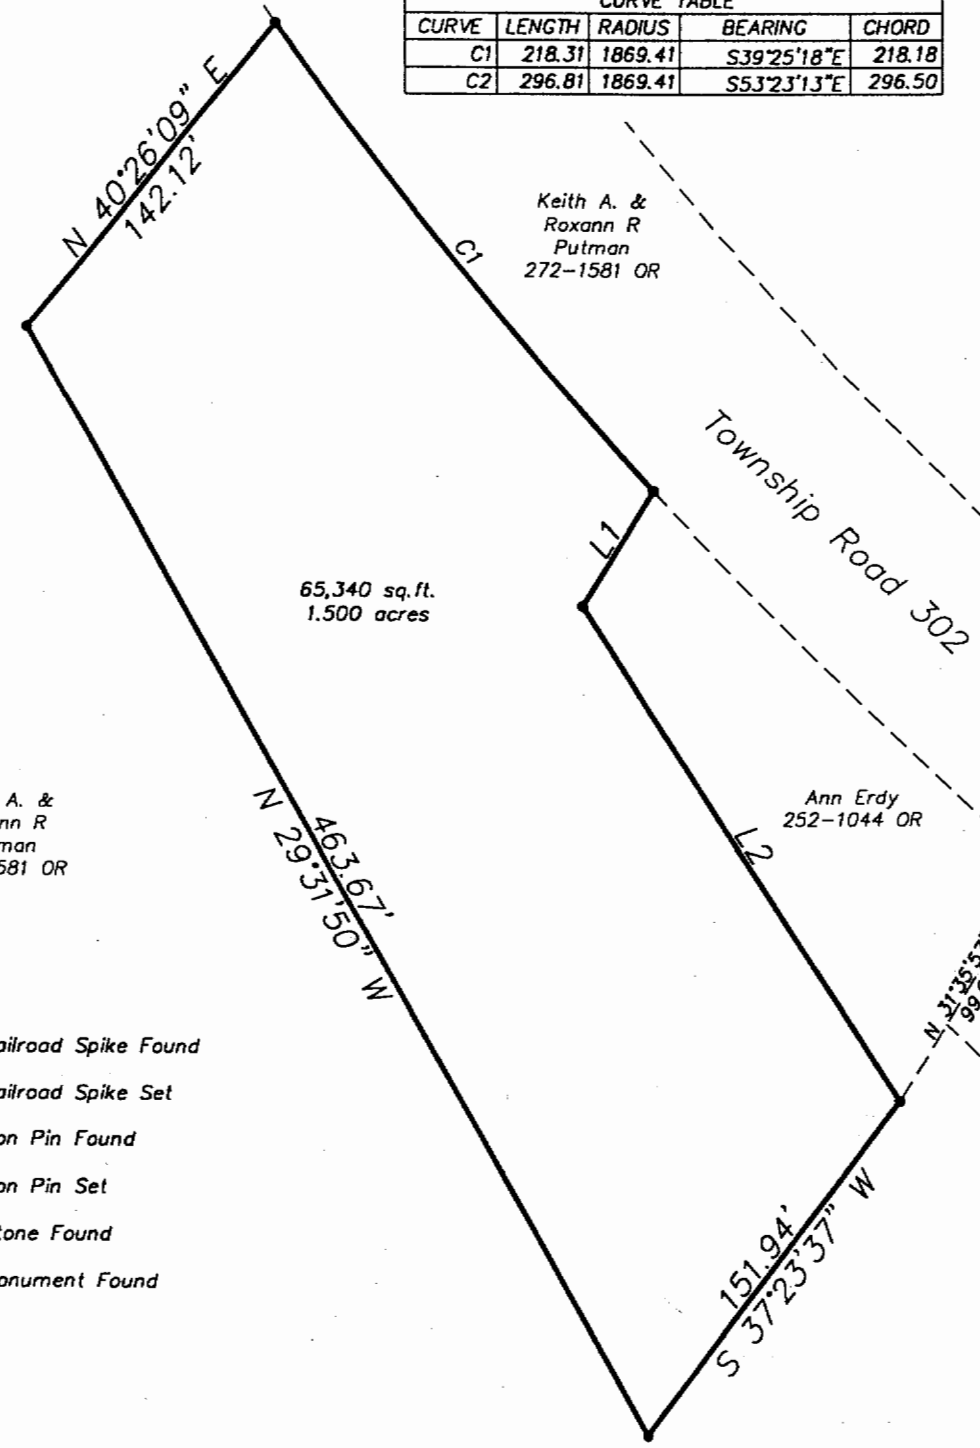 CURVE TABLE
CURVE LENGTH RADIUS BEARING CHORD
C1 218.31 1869.41 S39°25'18"E 218.18
C2 296.81 1869.41 S53°23'13"E 296.50
N 40°26'09" E
142.12'
C1
Keith A. &
Roxann R
Putman
272-1581 OR
Township Road 302
L1
65,340 sq.ft.
1.500 acres
A. &
nn R
man
581 OR
463.67'
N 29°31'50" W
L2
Ann Erdy
252-1044 OR
N 31°35'57"
99.
151.94'
S 37°23'37" W
ailroad Spike Found
ailroad Spike Set
on Pin Found
on Pin Set
tone Found
onument Found